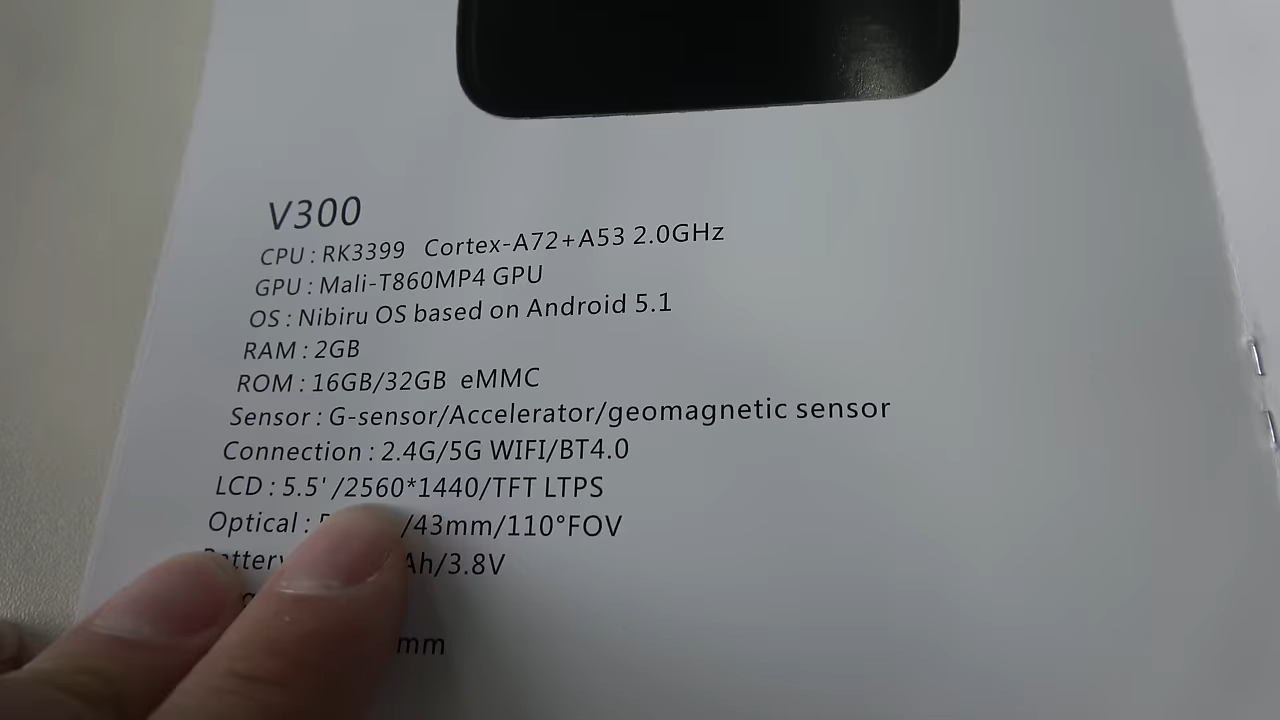 V300
CPU : RK3399 Cortex-A72+A53 2.0GHz
GPU : Mali-T860MP4 GPU
OS : Nibiru OS based on Android 5.1
RAM : 2GB
ROM : 16GB/32GB eMMC
Sensor : G-sensor/Accelerator/geomagnetic sensor
Connection : 2.4G/5G WIFI/BT4.0
LCD : 5.5' /2560*1440/TFT LTPS
Optical : /43mm/110°FOV
Ah/3.8V
mm